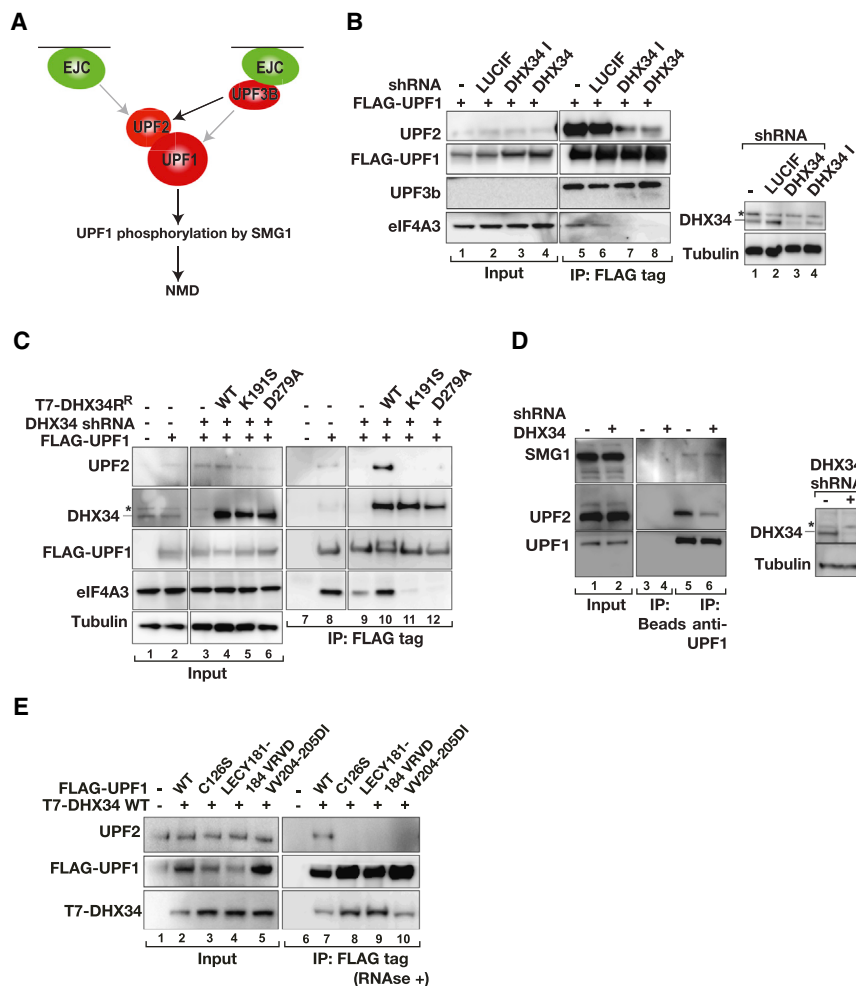 A
EJC
EJC
UPF3B
UPF2
UPF1
UPF1 phosphorylation by SMG1
NMD
B
shRNA - LUCIF DHX34 I DHX34 - LUCIF DHX34 I DHX34
FLAG-UPF1 + + + + + + + +
UPF2
FLAG-UPF1
UPF3b
eIF4A3
1 2 3 4 5 6 7 8
Input IP: FLAG tag
shRNA
- LUCIF DHX34 DHX34 I
*
DHX34
Tubulin
1 2 3 4
C
T7-DHX34R^R - - - WT K191S D279A - - - WT K191S D279A
DHX34 shRNA - - + + + + - - + + + +
FLAG-UPF1 - + + + + + - + + + + +
UPF2
*
DHX34
FLAG-UPF1
eIF4A3
Tubulin
7 8 9 10 11 12
IP: FLAG tag
1 2 3 4 5 6
Input
D
shRNA
DHX34 - + - + - +
SMG1
UPF2
UPF1
1 2 3 4 5 6
Input IP: Beads IP: anti-UPF1
DHX34
shRNA
- +
*
DHX34
Tubulin
E
FLAG-UPF1 - WT C126S LECY181-184 VRVD VV204-205DI - WT C126S LECY181-184 VRVD VV204-205DI
T7-DHX34 WT - + + + + - + + + +
UPF2
FLAG-UPF1
T7-DHX34
1 2 3 4 5 6 7 8 9 10
Input IP: FLAG tag
(RNAse +)